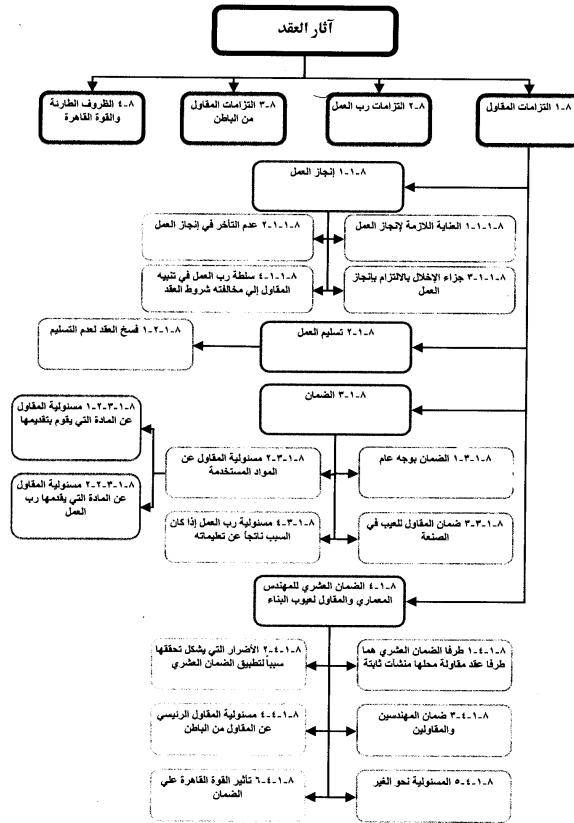 آثار العقد
٨-١ التزامات المقاول
٨-٢ التزامات رب العمل
٨-٣ التزامات المقاول
من الباطن
٨-٤ الظروف الطارئة
والقوة القاهرة
٨-١-١ إنجاز العمل
٨-١-١-١ العناية اللازمة لإنجاز العمل
٨-١-١-٢ عدم التأخر في إنجاز العمل
٨-١-١-٣ جزاء الإخلال بالالتزام بإنجاز
العمل
٨-١-١-٤ سلطة رب العمل في تنبيه
المقاول إلي مخالفته شروط العقد
٨-١-٢ تسليم العمل
٨-١-٢-١ فسخ العقد لعدم التسليم
٨-١-٣ الضمان
٨-١-٣-١ الضمان بوجه عام
٨-١-٣-٢ مسئولية المقاول عن
المواد المستخدمة
٨-١-٣-٢-١ مسئولية المقاول
عن المادة التي يقوم بتقديمها
٨-١-٣-٢-٢ مسئولية المقاول
عن المادة التي يقدمها رب
العمل
٨-١-٣-٣ ضمان المقاول للعيب في
الصنعة
٨-١-٣-٤ مسئولية رب العمل إذا كان
السبب ناتجاً عن تعليماته
٨-١-٤ الضمان العشري للمهندس
المعماري والمقاول لعيوب البناء
٨-١-٤-١ طرفا الضمان العشري هما
طرفا عقد مقاولة محلها منشآت ثابتة
٨-١-٤-٢ الأضرار التي يشكل تحققها
سبباً لتطبيق الضمان العشري
٨-١-٤-٣ ضمان المهندسين
والمقاولين
٨-١-٤-٤ مسئولية المقاول الرئيسي
عن المقاول من الباطن
٨-١-٤-٥ المسئولية نحو الغير
٨-١-٤-٦ تأثير القوة القاهرة علي
الضمان